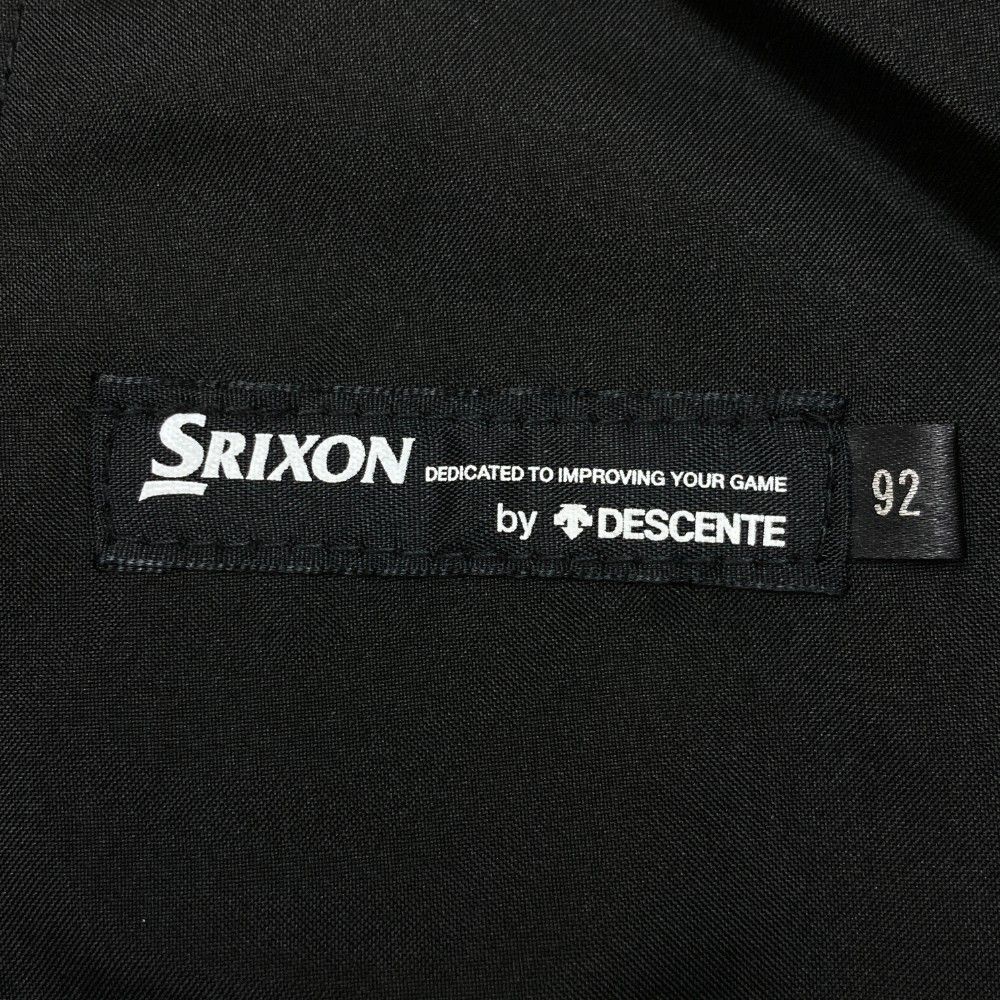 SRIXON DEDICATED TO IMPROVING YOUR GAME
by DESCENTE
92